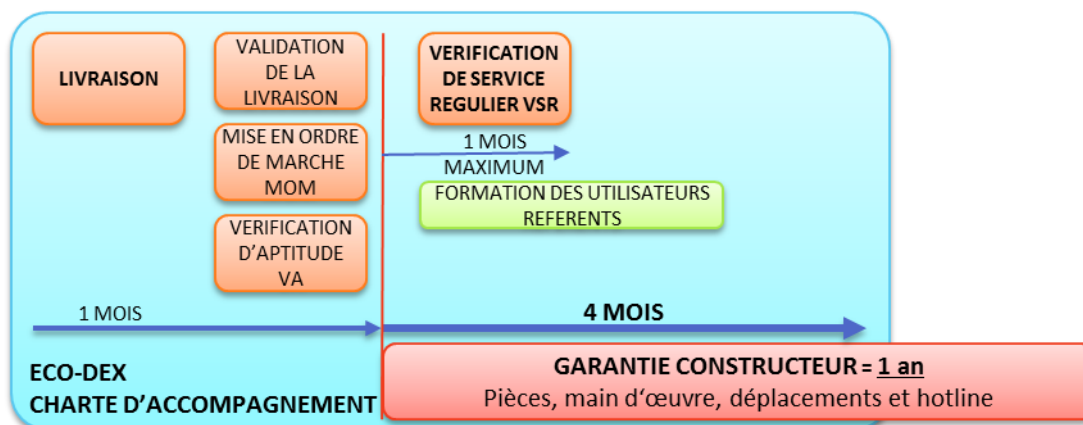 LIVRAISON
VALIDATION
DE LA
LIVRAISON
MISE EN ORDRE
DE MARCHE
MOM
VERIFICATION
D'APTITUDE
VA
VERIFICATION
DE SERVICE
REGULIER VSR
1 MOIS
MAXIMUM
FORMATION DES UTILISATEURS
REFERENTS
1 MOIS
4 MOIS
ECO-DEX
CHARTE D'ACCOMPAGNEMENT
GARANTIE CONSTRUCTEUR = 1 an
Pièces, main d'œuvre, déplacements et hotline